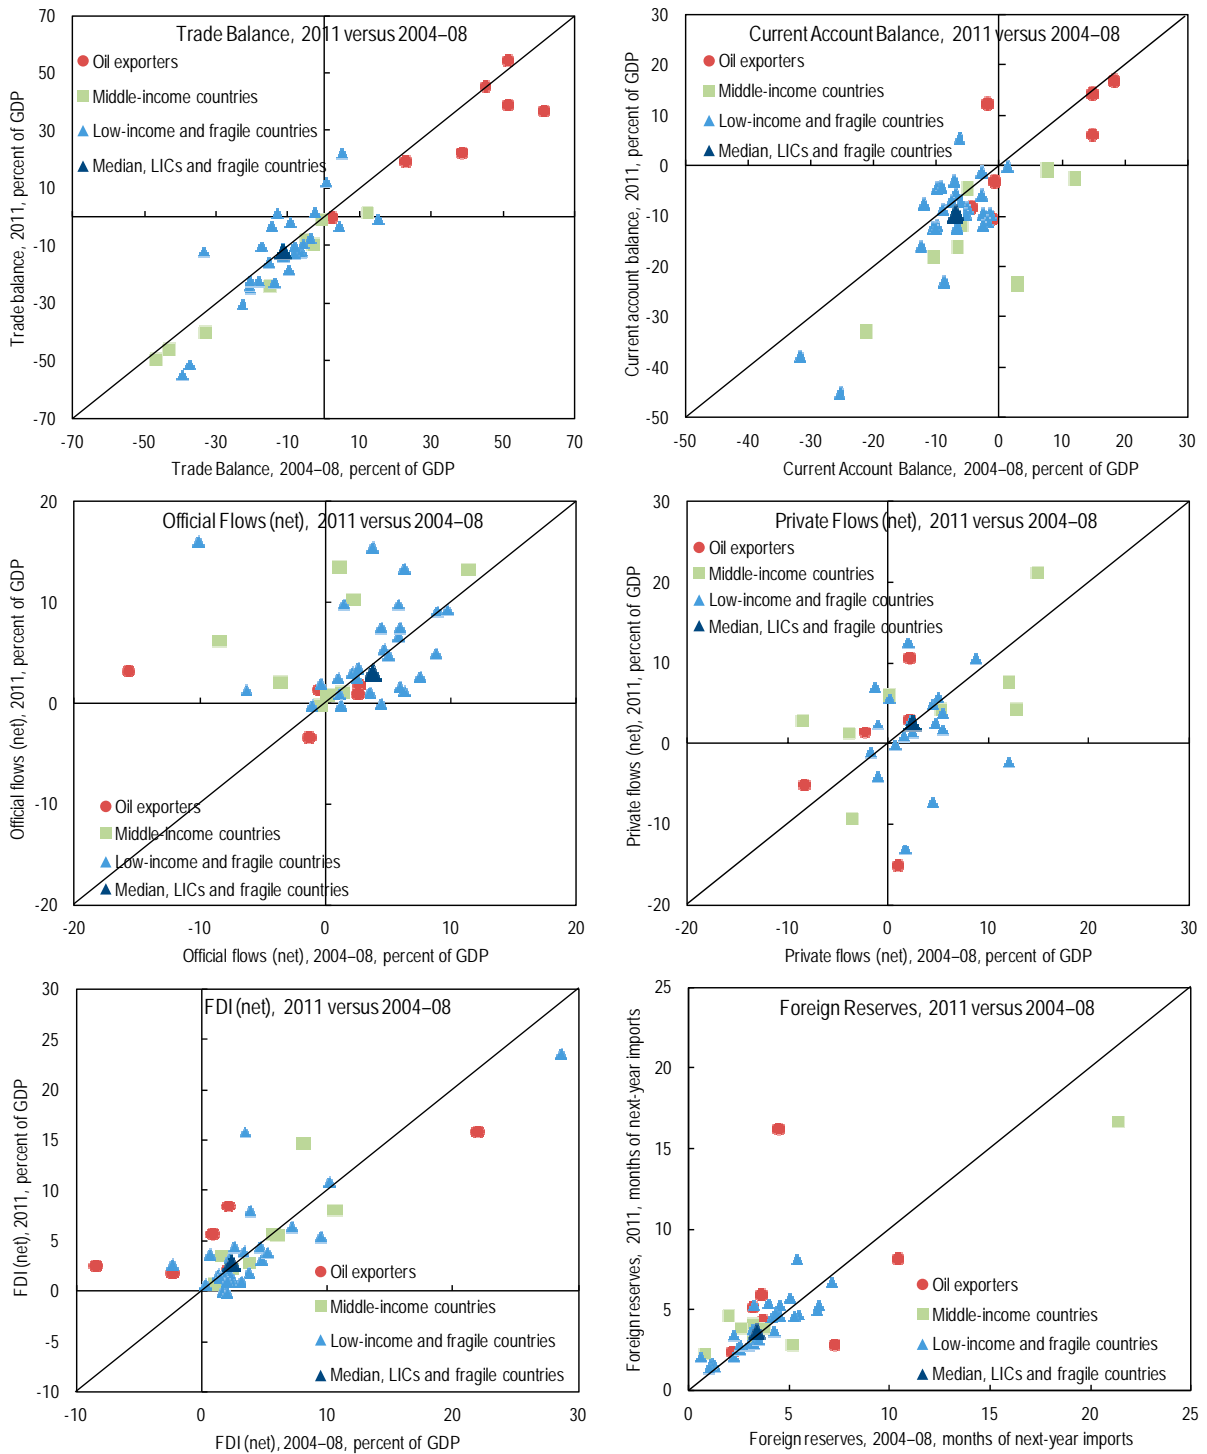 Trade Balance, 2011 versus 2004–08
Oil exporters
Middle-income countries
Low-income and fragile countries
Median, LICs and fragile countries
Trade balance, 2011, percent of GDP
70
50
30
10
-10
-30
-50
-70
-70 -50 -30 -10 10 30 50 70
Trade Balance, 2004–08, percent of GDP
Current Account Balance, 2011 versus 2004–08
Oil exporters
Middle-income countries
Low-income and fragile countries
Median, LICs and fragile countries
Current account balance, 2011, percent of GDP
30
20
10
0
-10
-20
-30
-40
-50
-50 -40 -30 -20 -10 0 10 20 30
Current Account Balance, 2004–08, percent of GDP
Official Flows (net), 2011 versus 2004–08
Official flows (net), 2011, percent of GDP
20
10
0
-10
-20
Oil exporters
Middle-income countries
Low-income and fragile countries
Median, LICs and fragile countries
-20 -10 0 10 20
Official flows (net), 2004–08, percent of GDP
Private Flows (net), 2011 versus 2004–08
Oil exporters
Middle-income countries
Low-income and fragile countries
Median, LICs and fragile countries
Private flows (net), 2011, percent of GDP
30
20
10
0
-10
-20
-20 -10 0 10 20 30
Private flows (net), 2004–08, percent of GDP
FDI (net), 2011 versus 2004–08
FDI (net), 2011, percent of GDP
30
25
20
15
10
5
0
-5
-10
Oil exporters
Middle-income countries
Low-income and fragile countries
Median, LICs and fragile countries
-10 0 10 20 30
FDI (net), 2004–08, percent of GDP
Foreign Reserves, 2011 versus 2004–08
Foreign reserves, 2011, months of next-year imports
25
20
15
10
5
0
Oil exporters
Middle-income countries
Low-income and fragile countries
Median, LICs and fragile countries
0 5 10 15 20 25
Foreign reserves, 2004–08, months of next-year imports